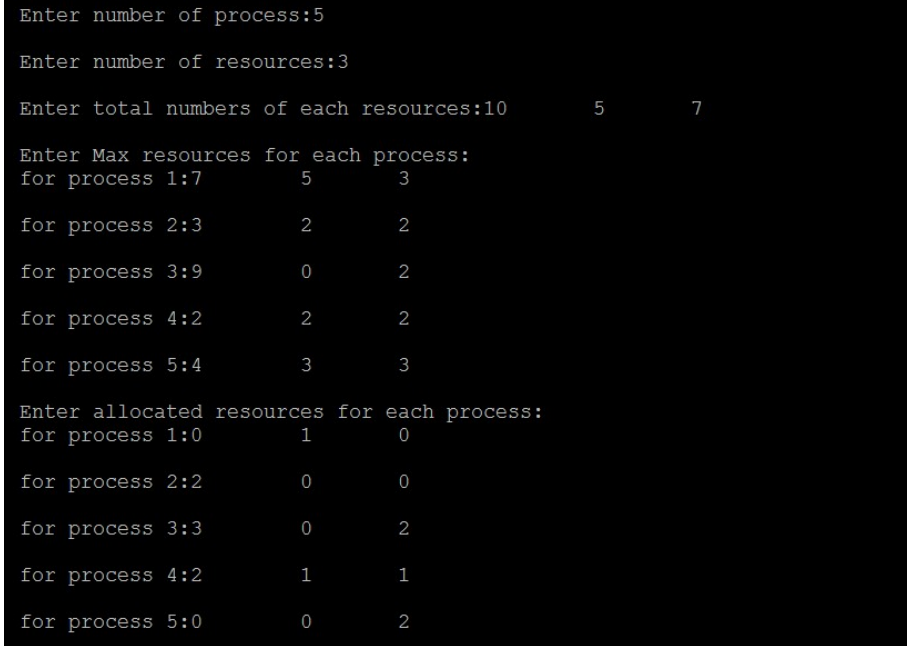 Enter number of process:5
Enter number of resources:3
Enter total numbers of each resources:10 5 7
Enter Max resources for each process:
for process 1:7 5 3
for process 2:3 2 2
for process 3:9 0 2
for process 4:2 2 2
for process 5:4 3 3
Enter allocated resources for each process:
for process 1:0 1 0
for process 2:2 0 0
for process 3:3 0 2
for process 4:2 1 1
for process 5:0 0 2